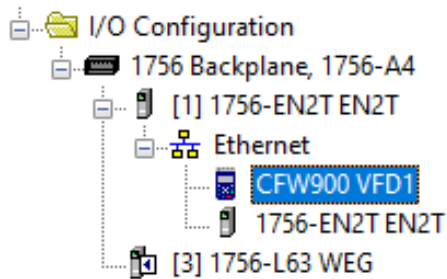 I/O Configuration
1756 Backplane, 1756-A4
[1] 1756-EN2T EN2T
Ethernet
CFW900 VFD1
1756-EN2T EN2T
[3] 1756-L63 WEG